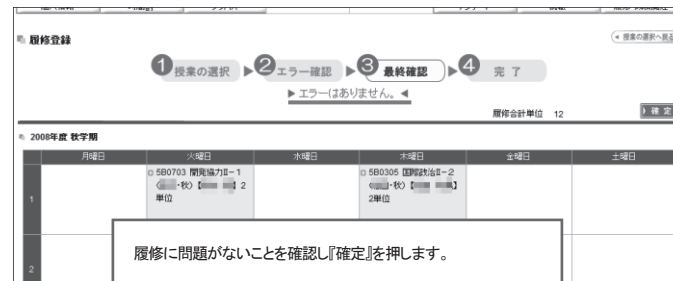 履修登録
授業の選択へ戻る
1 授業の選択 ▶ 2 エラー確認 ▶ 3 最終確認 ▶ 4 完了
▶ エラーはありません。 ◀
履修合計単位 12
確定
2008年度 秋学期
月曜日 火曜日 水曜日 木曜日 金曜日 土曜日
1
580703 開発協力Ⅱ-1
・秋)【 】 2
単位
580305 国際政治Ⅱ-2
・秋)【 】
2単位
2
履修に問題がないことを確認し『確定』を押します。